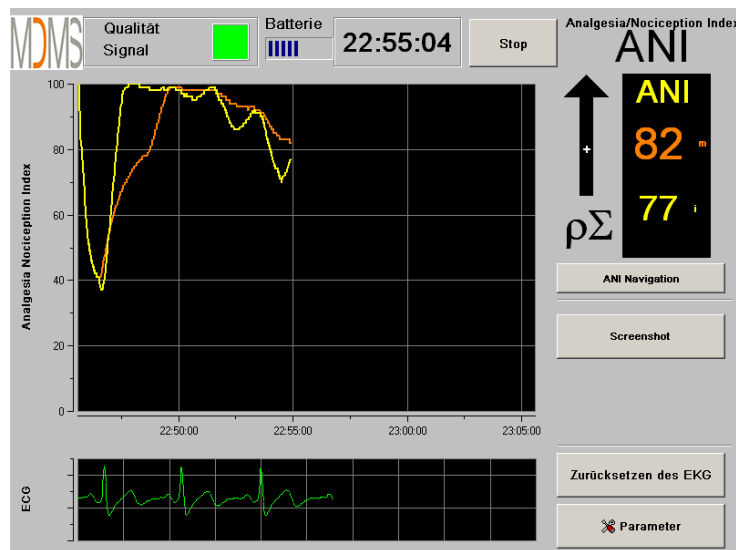 MDMS
Qualität
Signal
Batterie
22:55:04
Stop
Analgesia/Nociception Index
ANI
ANI
82 m
77 i
+
ρΣ
ANI Navigation
Screenshot
Analgesia Nociception Index
100
80
60
40
20
0
22:50:00
22:55:00
23:00:00
23:05:00
ECG
Zurücksetzen des EKG
Parameter